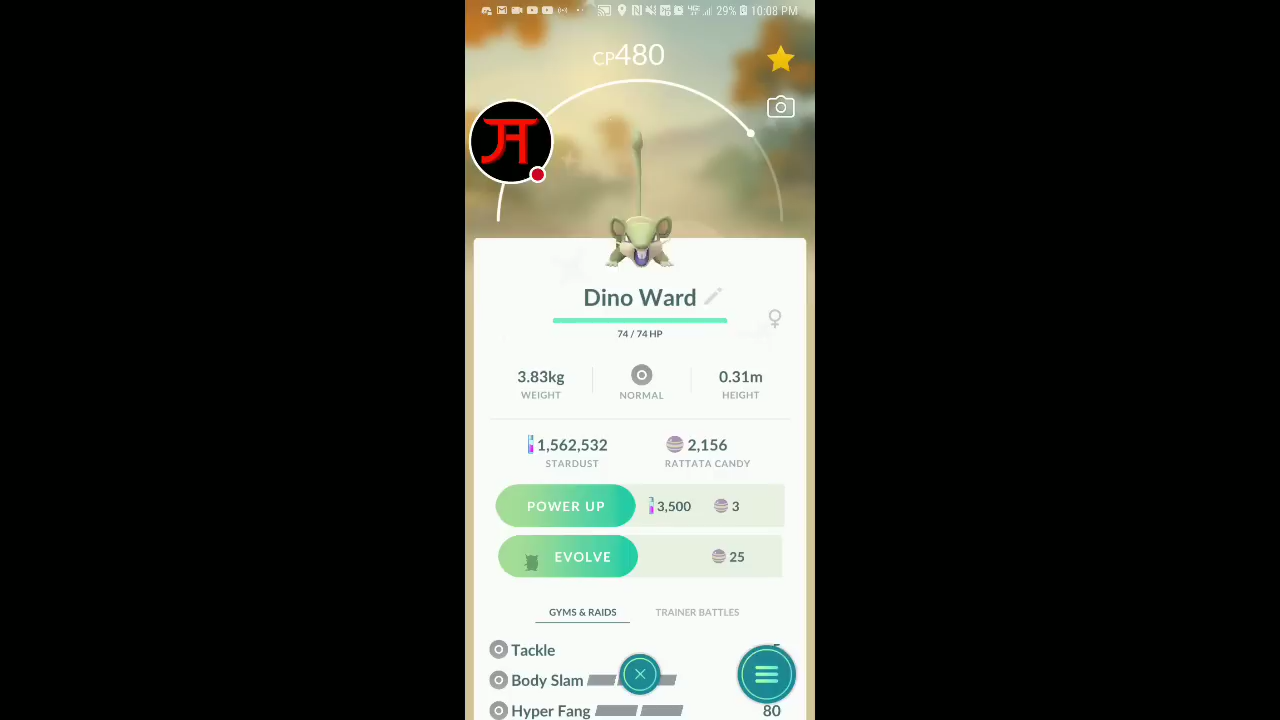 29% 10:08 PM
CP480
Dino Ward
74 / 74 HP
3.83kg
WEIGHT
NORMAL
0.31m
HEIGHT
1,562,532
STARDUST
2,156
RATTATA CANDY
POWER UP 3,500 3
EVOLVE 25
GYMS & RAIDS TRAINER BATTLES
Tackle
Body Slam
Hyper Fang 80